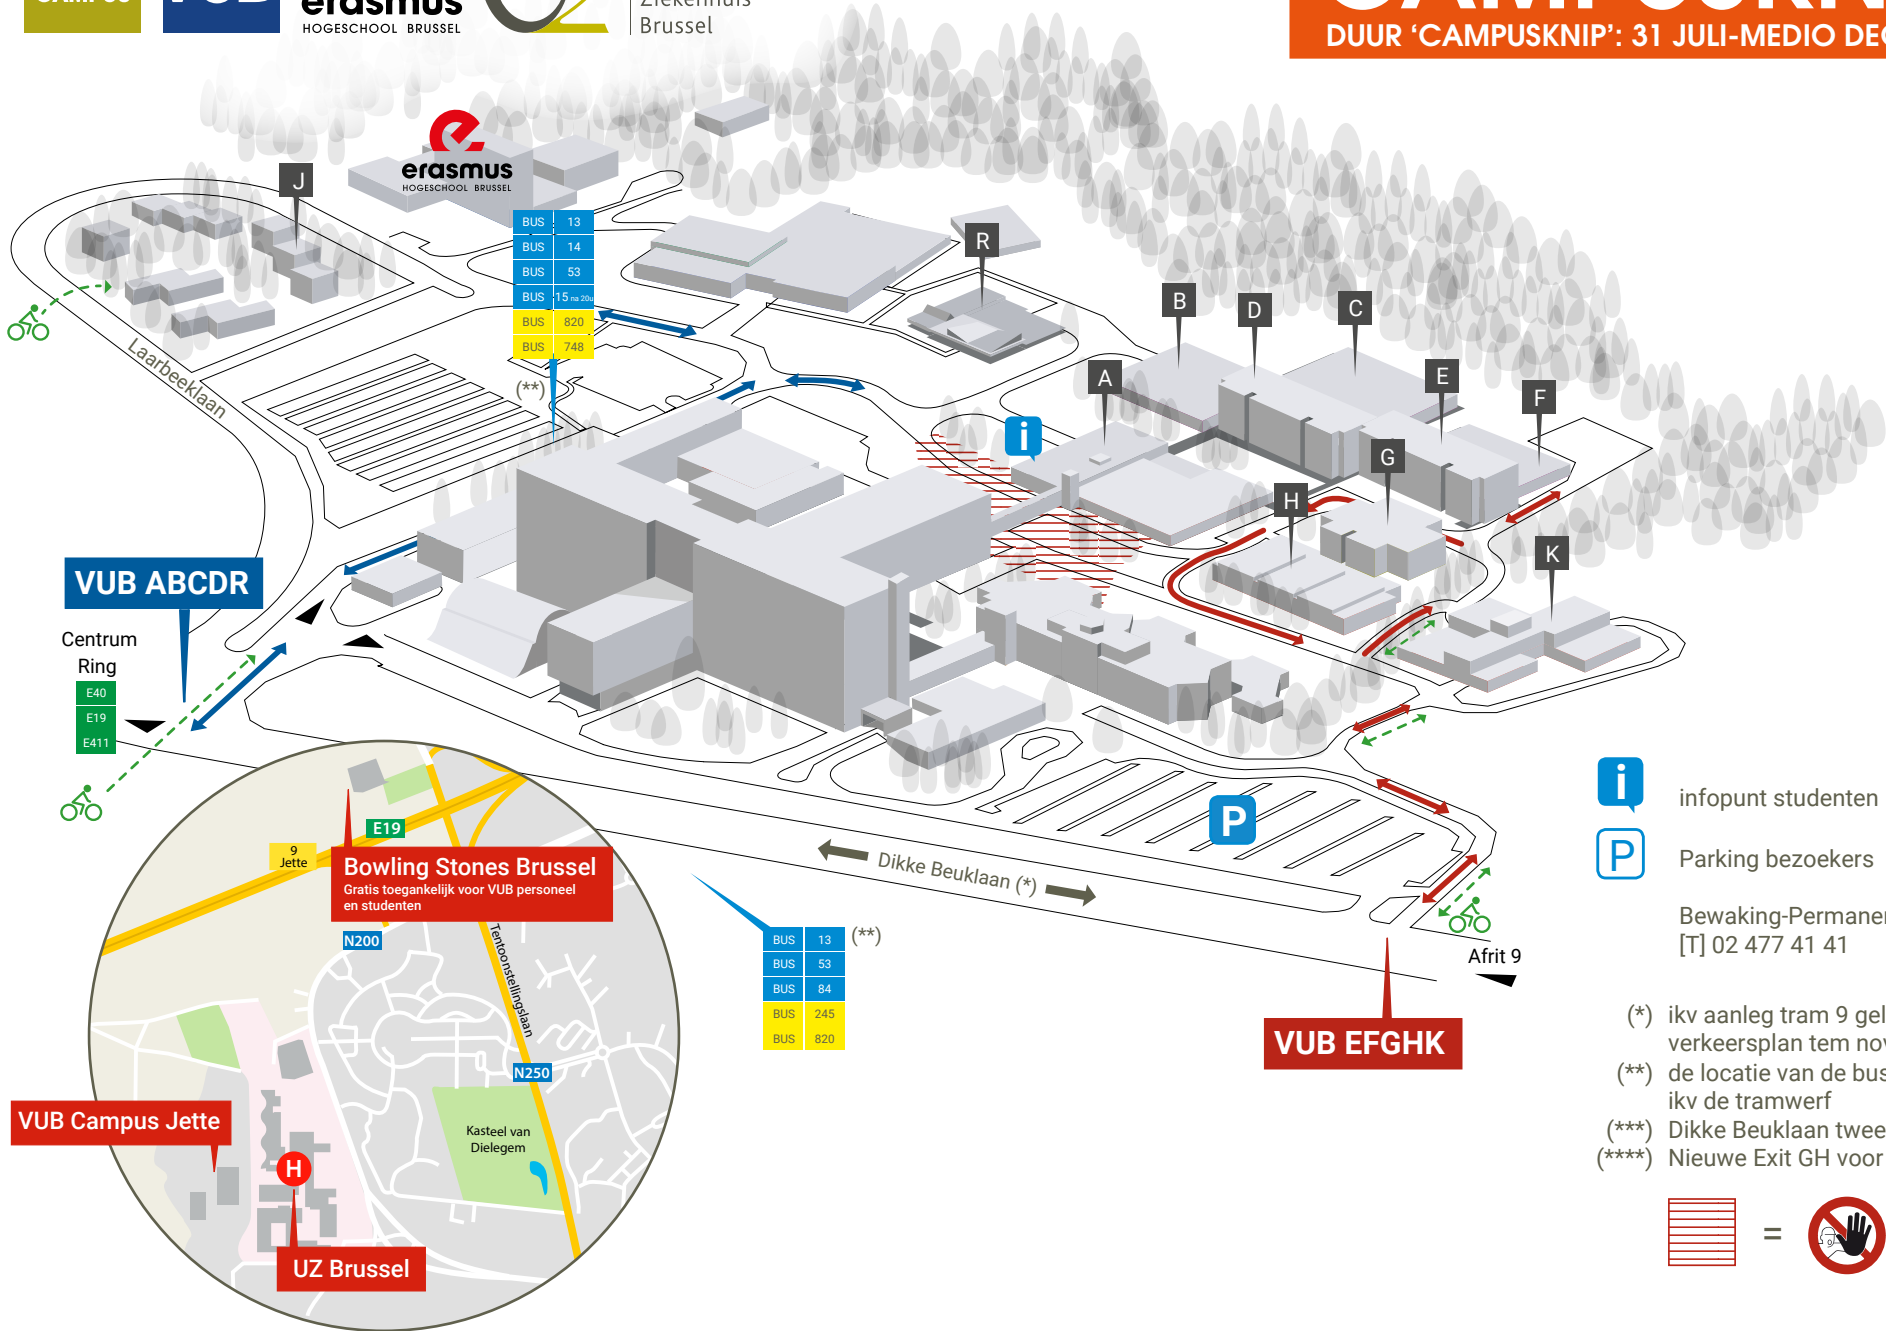 CAMPUS
VUB
erasmus
HOGESCHOOL BRUSSEL
Ziekenhuis
Brussel
DUUR ‘CAMPUSKNIP’: 31 JULI-MEDIO
erasmus
HOGESCHOOL BRUSSEL
J
BUS 13
BUS 14
BUS 53
BUS 15 na 20u
BUS 820
BUS 748
(**)
R
B
D
C
A
E
F
G
H
K
i
Laarbeeklaan
VUB ABCDR
Centrum
Ring
E40
E19
E411
P
Dikke Beuklaan (*)
BUS 13 (**)
BUS 53
BUS 84
BUS 245
BUS 820
Afrit 9
VUB EFGHK
E19
9
Jette
Bowling Stones Brussel
Gratis toegankelijk voor VUB personeel
en studenten
N200
Tentoonstellingslaan
N250
Kasteel van
Dielegem
VUB Campus Jette
H
UZ Brussel
i infopunt studenten
P Parking bezoekers
[T] 02 477 41 41
(*) ikv aanleg tram 9
verkeersplan tem
(**) de locatie van de
ikv de tramwerf
(***) Dikke Beuklaan
(****) Nieuwe Exit GH voor
=